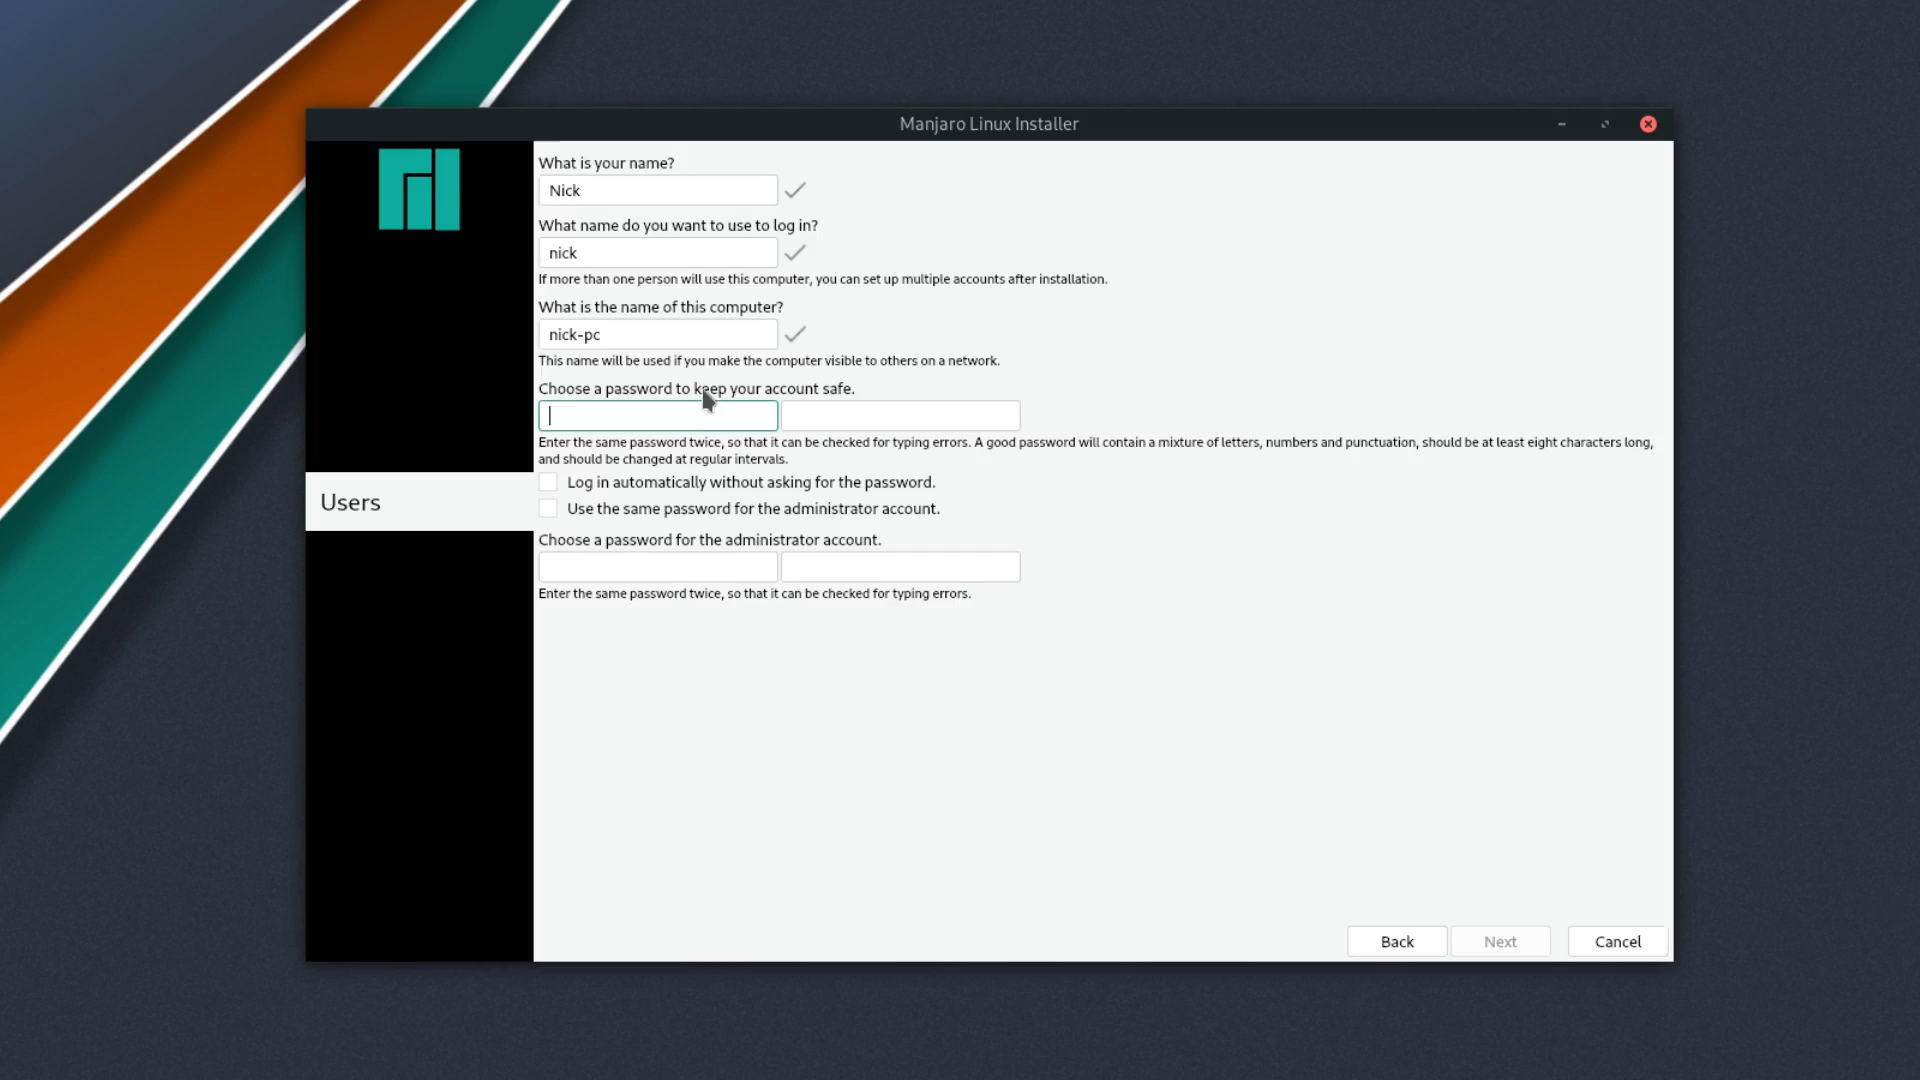 Manjaro Linux Installer
What is your name?
Nick
What name do you want to use to log in?
nick
If more than one person will use this computer, you can set up multiple accounts after installation.
What is the name of this computer?
nick-pc
This name will be used if you make the computer visible to others on a network.
Choose a password to keep your account safe.
Enter the same password twice, so that it can be checked for typing errors. A good password will contain a mixture of letters, numbers and punctuation, should be at least eight characters long,
and should be changed at regular intervals.
Log in automatically without asking for the password.
Users
Use the same password for the administrator account.
Choose a password for the administrator account.
Enter the same password twice, so that it can be checked for typing errors.
Back
Next
Cancel